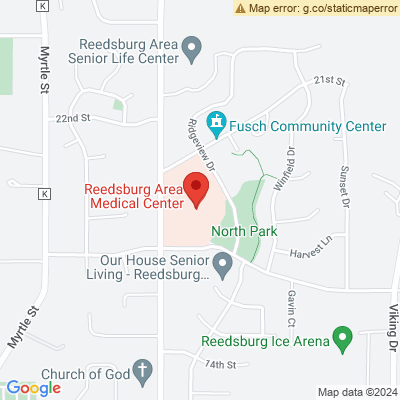 Map error: g.co/staticmaperror
K
Myrtle St
Reedsburg Area
Senior Life Center
21st St
22nd St
Ridgeview Dr
Fusch Community Center
Winfield Dr
Sunset Dr
K
Reedsburg Area
Medical Center
North Park
Harvest Ln
Our House Senior
Living - Reedsburg...
Myrtle St
Gavin Ct
Viking Dr
Reedsburg Ice Arena
14th St
Church of God
Google
Map data ©2024